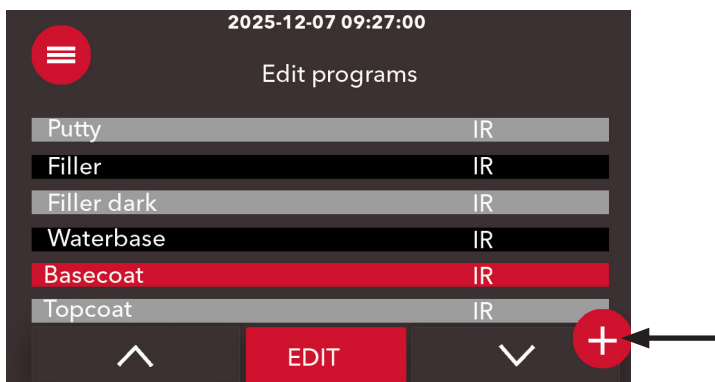 2025-12-07 09:27:00
Edit programs
Putty IR
Filler IR
Filler dark IR
Waterbase IR
Basecoat IR
Topcoat IR
EDIT +